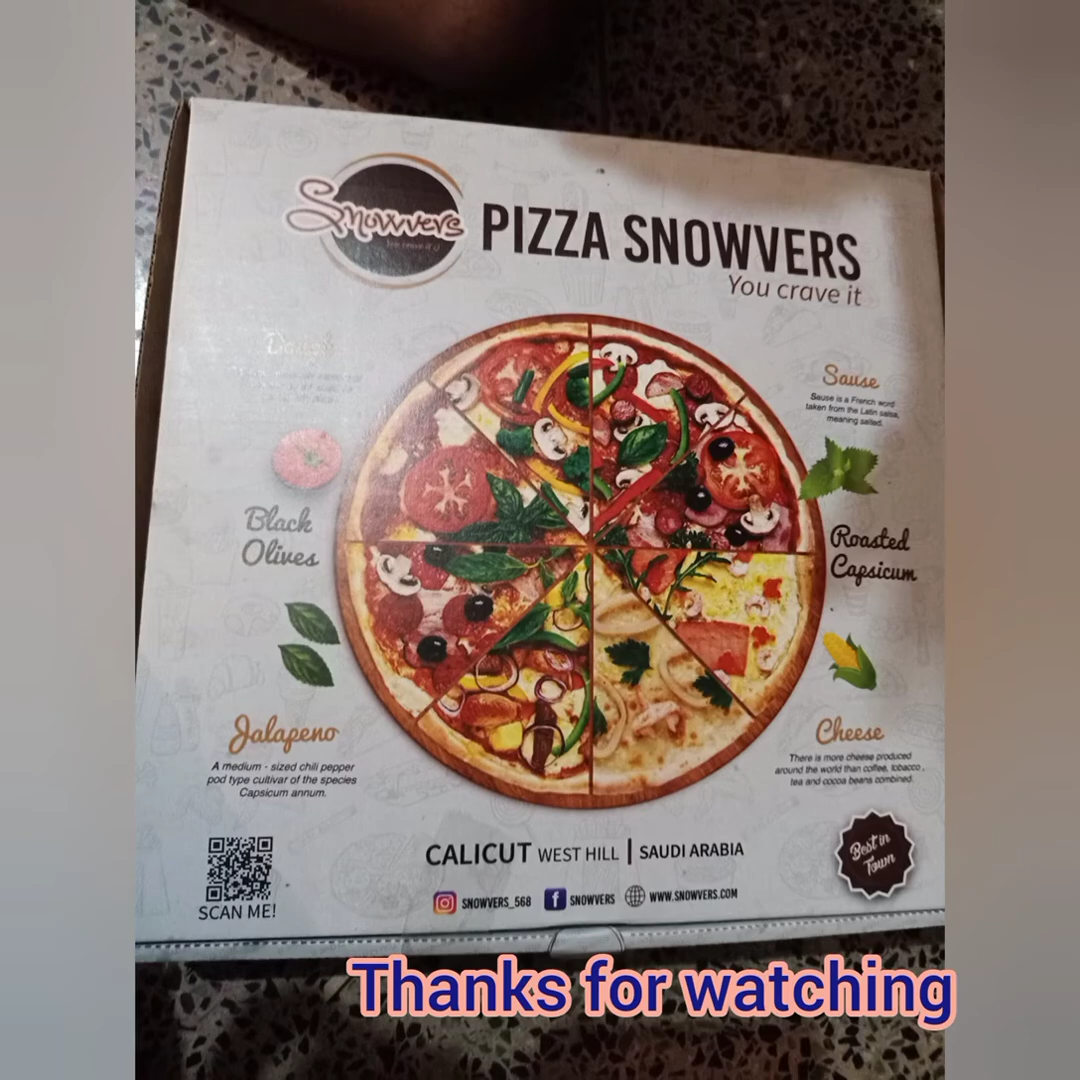 Snowvers
You crave it ;)
PIZZA SNOWVERS
You crave it
Sause
Sause is a French word
taken from the Latin salsa,
meaning salted.
Black
Olives
Roasted
Capsicum
Jalapeno
A medium - sized chili pepper
pod type cultivar of the species
Capsicum annum.
Cheese
There is more cheese produced
around the world than coffee, tobacco ,
tea and cocoa beans combined.
Best in
Town
SCAN ME!
CALICUT WEST HILL | SAUDI ARABIA
SNOWVERS_568 f SNOWVERS WWW.SNOWVERS.COM
Thanks for watching